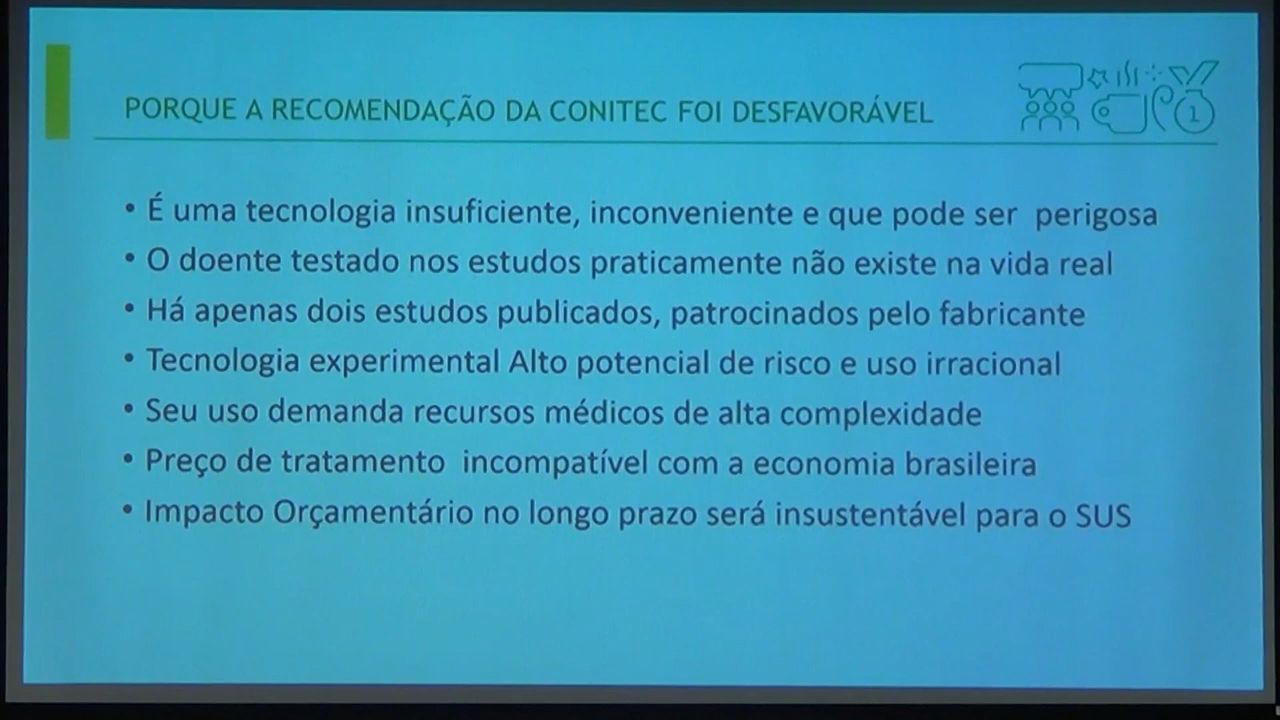 PORQUE A RECOMENDAÇÃO DA CONITEC FOI DESFAVORÁVEL
1
• É uma tecnologia insuficiente, inconveniente e que pode ser perigosa
• O doente testado nos estudos praticamente não existe na vida real
• Há apenas dois estudos publicados, patrocinados pelo fabricante
• Tecnologia experimental Alto potencial de risco e uso irracional
• Seu uso demanda recursos médicos de alta complexidade
• Preço de tratamento incompatível com a economia brasileira
• Impacto Orçamentário no longo prazo será insustentável para o SUS